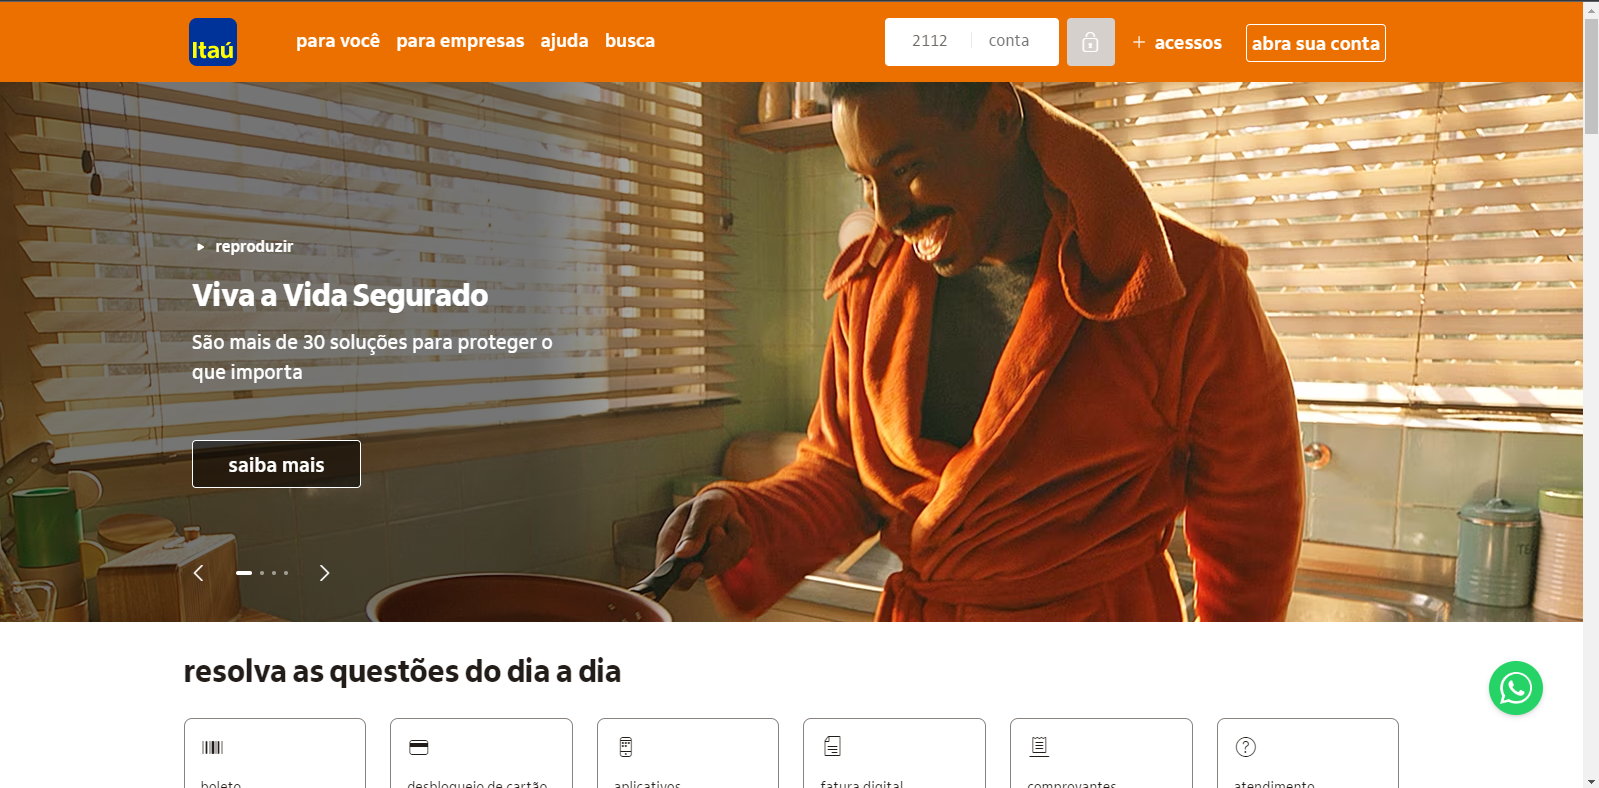 Itaú
para você para empresas ajuda busca
2112 conta
+ acessos
abra sua conta
reproduzir
Viva a Vida Segurado
São mais de 30 soluções para proteger o
que importa
saiba mais
resolva as questões do dia a dia
boleto
desbloqueio de cartão
aplicativos
fatura digital
comprovantes
atendimento